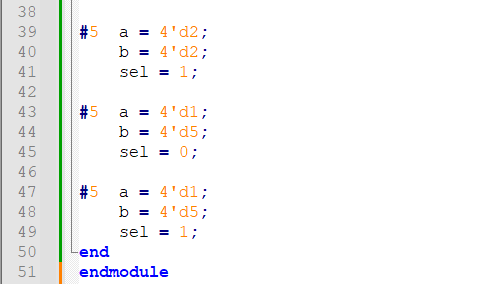 38
39 #5 a = 4'd2;
40 b = 4'd2;
41 sel = 1;
42
43 #5 a = 4'd1;
44 b = 4'd5;
45 sel = 0;
46
47 #5 a = 4'd1;
48 b = 4'd5;
49 sel = 1;
50 end
51 endmodule